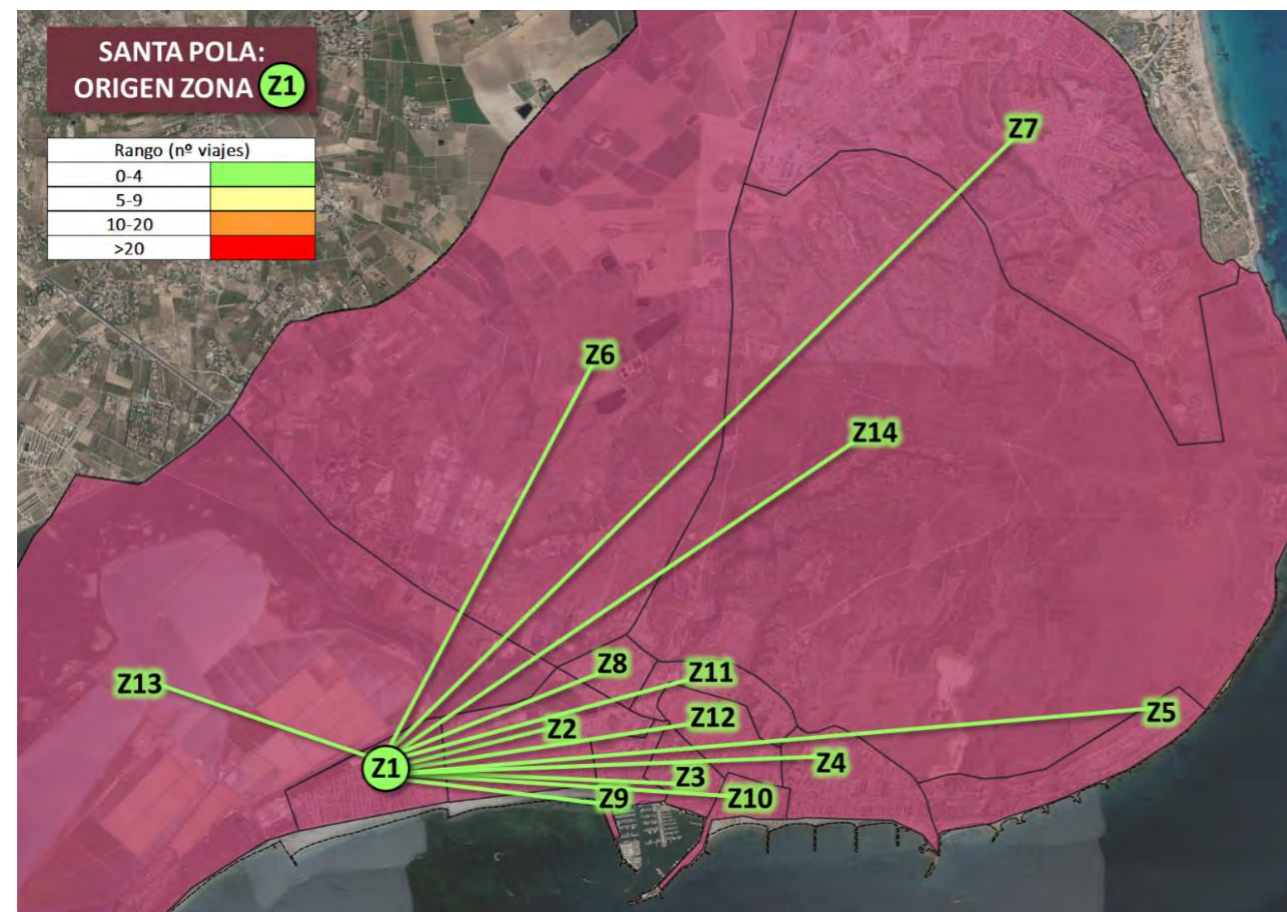 SANTA POLA:
ORIGEN ZONA Z1
Rango (nº viajes)
0-4
5-9
10-20
>20
Z7
Z6
Z14
Z8
Z11
Z13
Z5
Z12
Z2
Z4
Z1
Z3
Z9
Z10